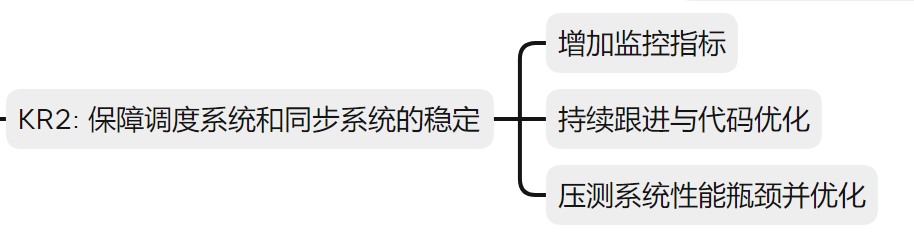 增加监控指标
KR2: 保障调度系统和同步系统的稳定
持续跟进与代码优化
压测系统性能瓶颈并优化